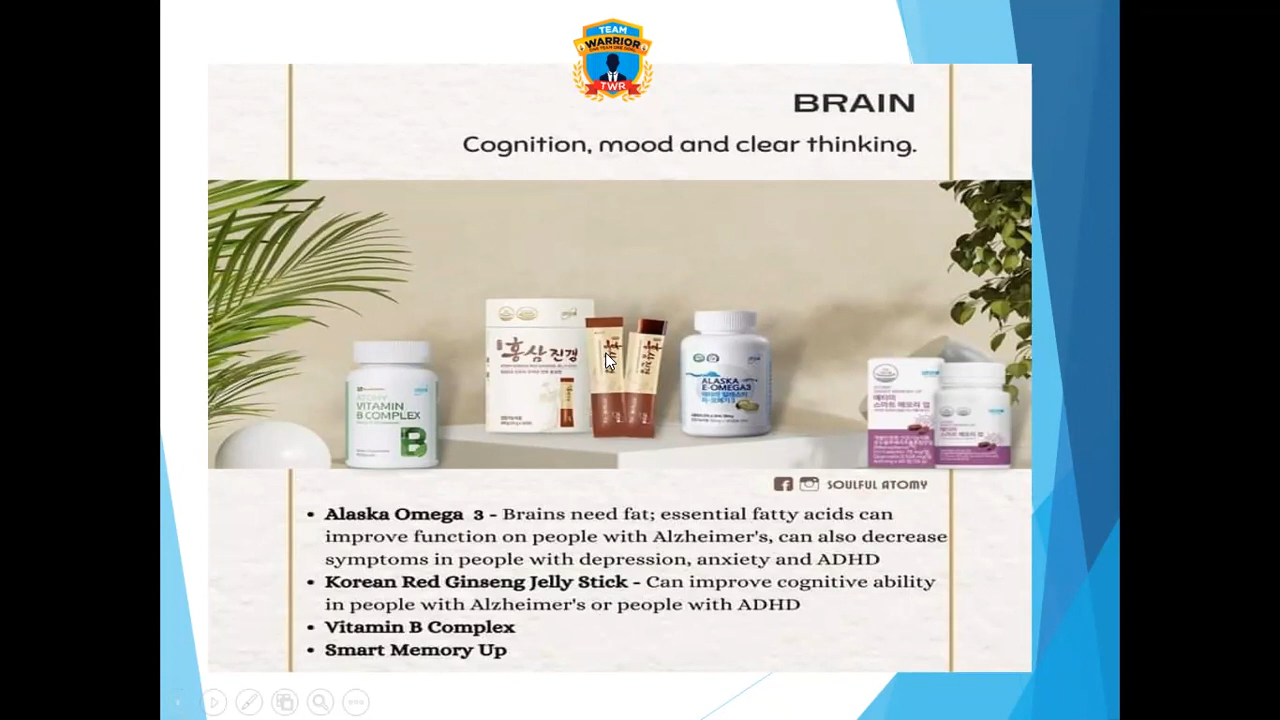 TEAM
WARRIOR
TWR
BRAIN
Cognition, mood and clear thinking.
VITAMIN
B COMPLEX
B
홍삼진경
ALASKA
E-OMEGA3
SOULFUL ATOMY
• Alaska Omega 3 - Brains need fat; essential fatty acids can
improve function on people with Alzheimer's, can also decrease
symptoms in people with depression, anxiety and ADHD
• Korean Red Ginseng Jelly Stick - Can improve cognitive ability
in people with Alzheimer's or people with ADHD
• Vitamin B Complex
• Smart Memory Up